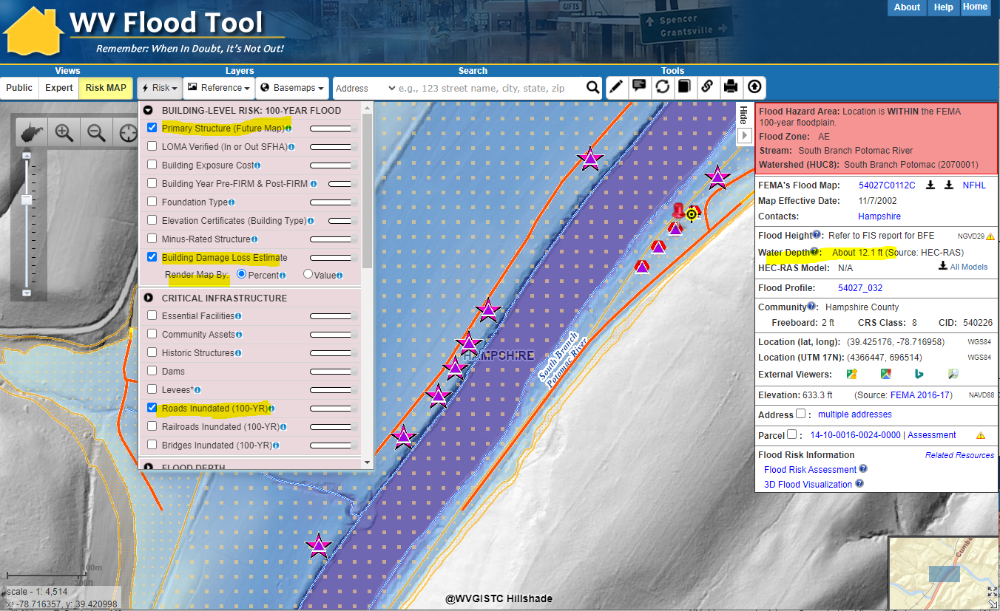 WV Flood Tool
Remember: When In Doubt, It's Not Out!
GIFTS
Spencer
Grantsville
About Help Home
Views Layers Search Tools
Public Expert Risk MAP Risk Reference Basemaps Address e.g., 123 street name, city, state, zip
BUILDING-LEVEL RISK: 100-YEAR FLOOD
Primary Structure (Future Map)
LOMA Verified (In or Out SFHA)
Building Exposure Cost
Building Year Pre-FIRM & Post-FIRM
Foundation Type
Elevation Certificates (Building Type)
Minus-Rated Structure
Building Damage Loss Estimate
Render Map By: Percent Value
CRITICAL INFRASTRUCTURE
Essential Facilities
Community Assets
Historic Structures
Dams
Levees*
Roads Inundated (100-YR)
Railroads Inundated (100-YR)
Bridges Inundated (100-YR)
FLOOD DEPTH
HAMPSHIRE
South Branch
Potomac River
Hide
Flood Hazard Area: Location is WITHIN the FEMA
100-year floodplain.
Flood Zone: AE
Stream: South Branch Potomac River
Watershed (HUC8): South Branch Potomac (2070001)
FEMA's Flood Map: 54027C0112C NFHL
Map Effective Date: 11/7/2002
Contacts: Hampshire
Flood Height: Refer to FIS report for BFE NGVD29
Water Depth: About 12.1 ft (Source: HEC-RAS)
HEC-RAS Model: N/A All Models
Flood Profile: 54027_032
Community: Hampshire County
Freeboard: 2 ft CRS Class: 8 CID: 540226
Location (lat, long): (39.425176, -78.716958) WGS84
Location (UTM 17N): (4366447, 696514) WGS84
External Viewers:
Elevation: 633.3 ft (Source: FEMA 2016-17) NAVD88
Address : multiple addresses
Parcel : 14-10-0016-0024-0000 | Assessment
Flood Risk Information Related Resources
Flood Risk Assessment
3D Flood Visualization
100m
300ft
scale - 1: 4,514
x: -78.716357, y: 39.420998
@WVGISTC Hillshade